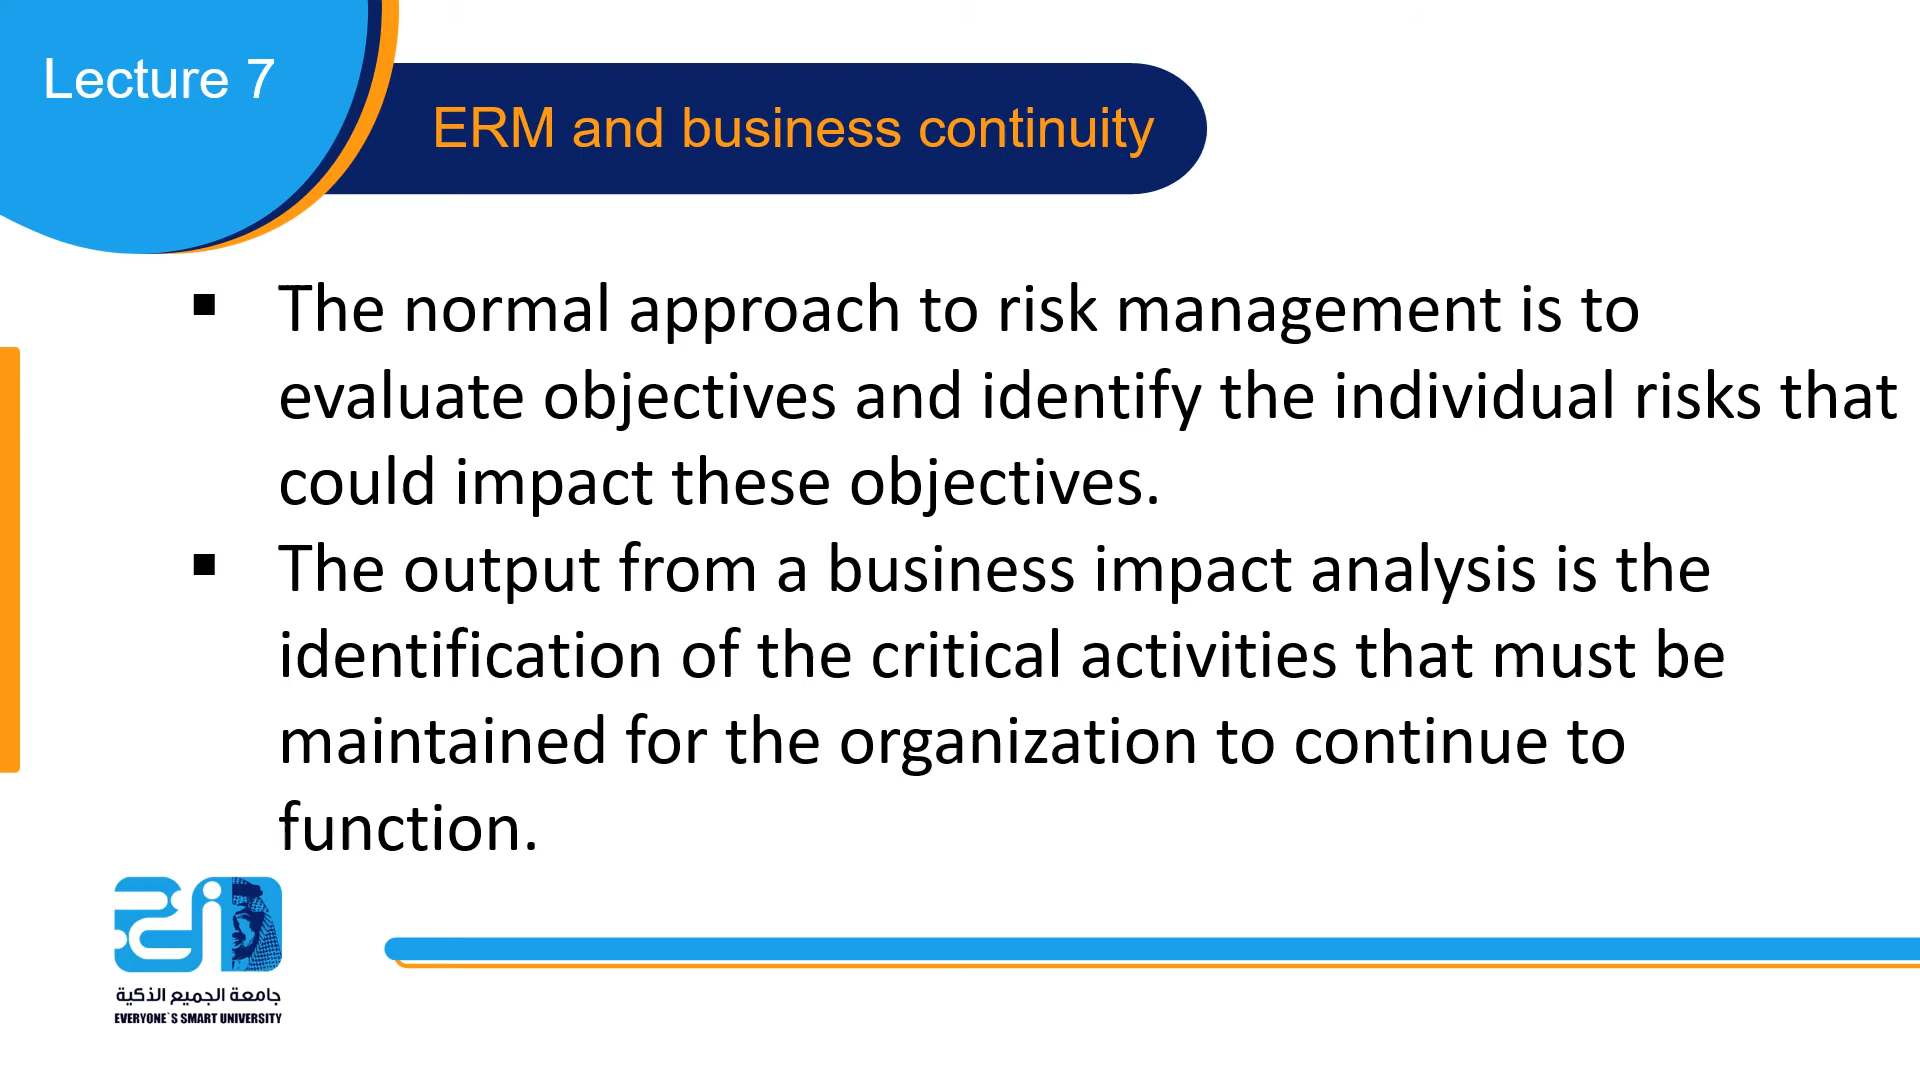 Lecture 7
ERM and business continuity
▪ The normal approach to risk management is to
evaluate objectives and identify the individual risks that
could impact these objectives.
▪ The output from a business impact analysis is the
identification of the critical activities that must be
maintained for the organization to continue to
function.
جامعة الجميع الذكية
EVERYONE`S SMART UNIVERSITY